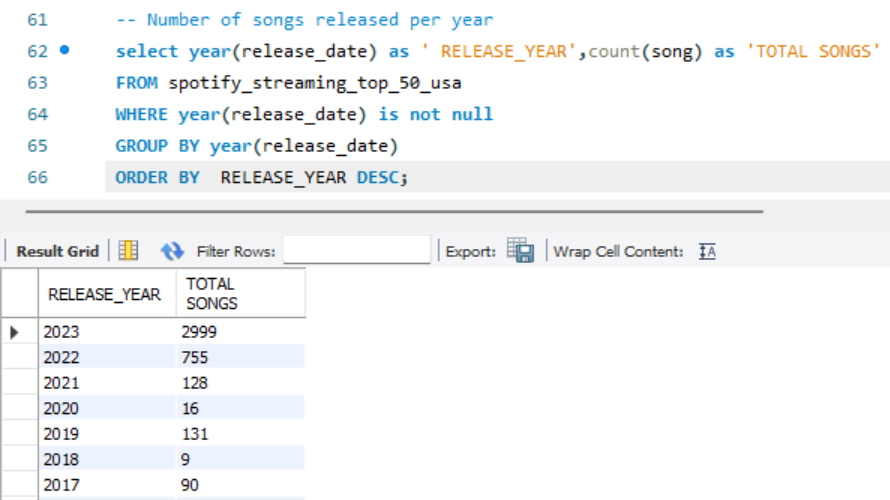 61 -- Number of songs released per year
62 select year(release_date) as ' RELEASE_YEAR',count(song) as 'TOTAL SONGS'
63 FROM spotify_streaming_top_50_usa
64 WHERE year(release_date) is not null
65 GROUP BY year(release_date)
66 ORDER BY  RELEASE_YEAR DESC;
Result Grid Filter Rows: Export: Wrap Cell Content: IA
RELEASE_YEAR TOTAL SONGS
2023 2999
2022 755
2021 128
2020 16
2019 131
2018 9
2017 90